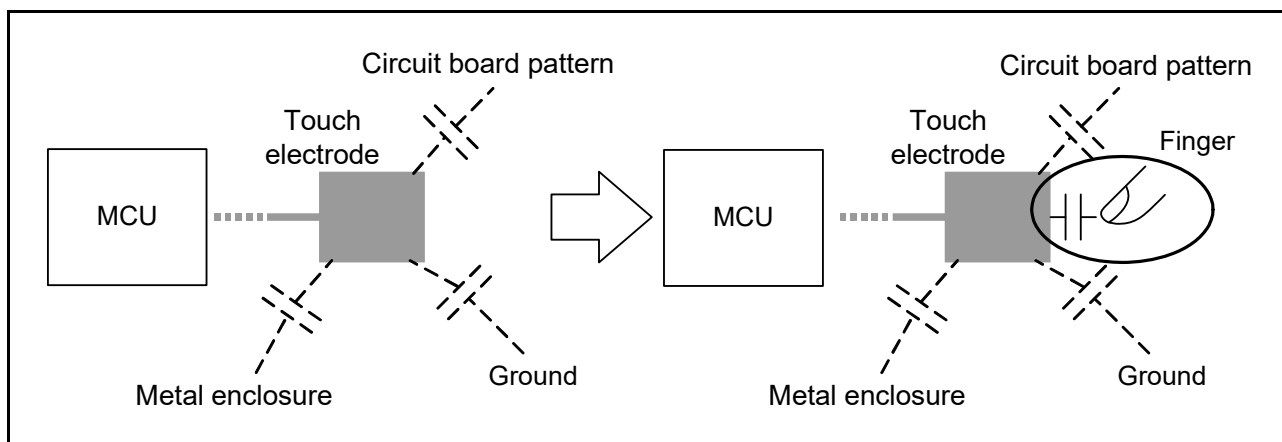 Circuit board pattern
Touch
electrode
MCU
Metal enclosure
Ground
Circuit board pattern
Touch
electrode
Finger
MCU
Metal enclosure
Ground